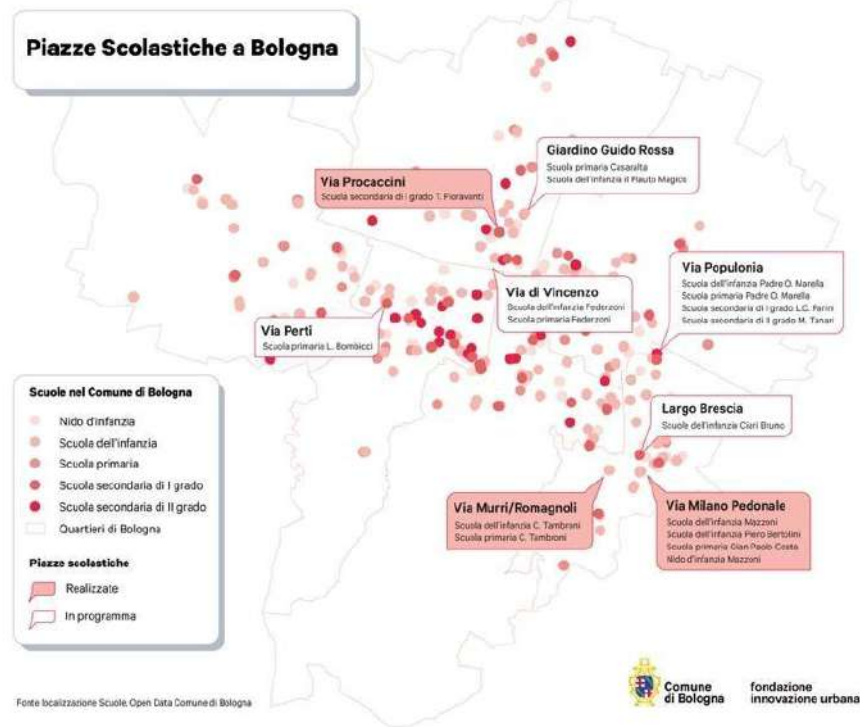 Piazze Scolastiche a Bologna
Giardino Guido Rossa
Scuola primaria Casaralta
Scuola dell'infanzia il Flauto Magico
Via Procaccini
Scuola secondaria di I grado T. Fioravanti
Via Populonia
Scuola dell'infanzia Padre O. Marella
Scuola primaria Padre O. Marella
Scuola secondaria di I grado L.C. Farini
Scuola secondaria di II grado M. Tanari
Via di Vincenzo
Scuola dell'infanzia Federzoni
Scuola primaria Federzoni
Via Perti
Scuola primaria L. Bombicci
Largo Brescia
Scuole dell'infanzia Ciari Bruno
Via Murri/Romagnoli
Scuola dell'infanzia C. Tambroni
Scuola primaria C. Tambroni
Via Milano Pedonale
Scuola dell'infanzia Mazzoni
Scuola dell'infanzia Piero Bertolini
Scuola primaria Gian Paolo Costa
Nido d'infanzia Mazzoni
Scuole nel Comune di Bologna
Nido d'infanzia
Scuola dell'infanzia
Scuola primaria
Scuola secondaria di I grado
Scuola secondaria di II grado
Quartieri di Bologna
Piazze scolastiche
Realizzate
In programma
Fonte localizzazione Scuole: Open Data Comune di Bologna
Comune
di Bologna
fondazione
innovazione urbana